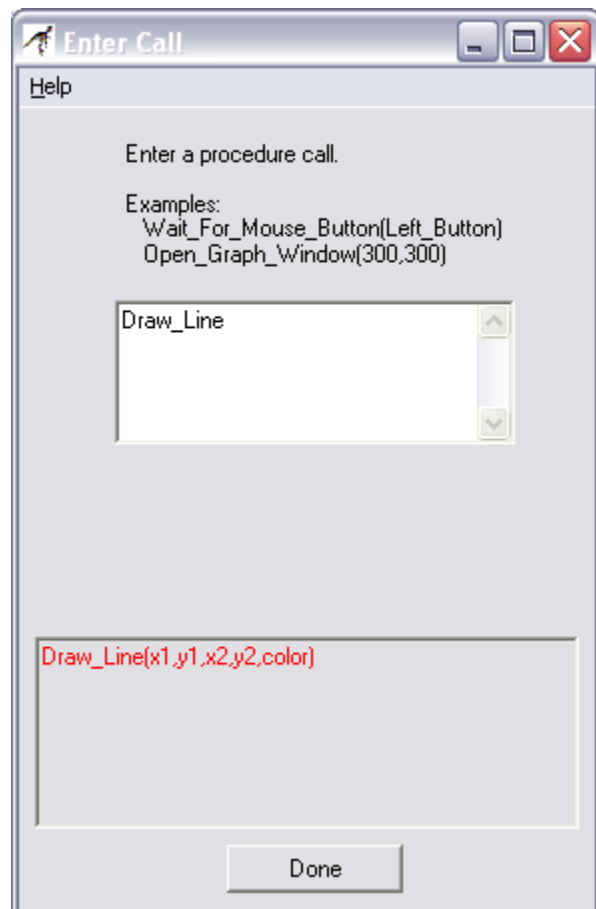 Enter Call
Help
Enter a procedure call.
Examples:
Wait_For_Mouse_Button(Left_Button)
Open_Graph_Window(300,300)
Draw_Line
Draw_Line(x1,y1,x2,y2,color)
Done